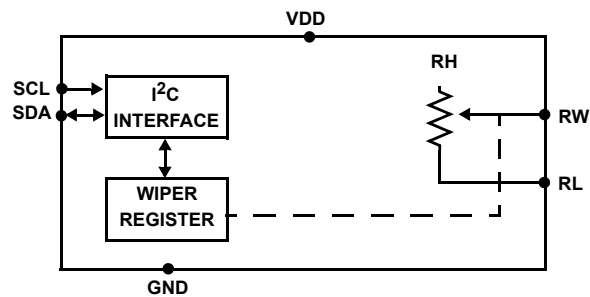 VDD
RH
SCL
SDA
I²C
INTERFACE
RW
WIPER
REGISTER
RL
GND